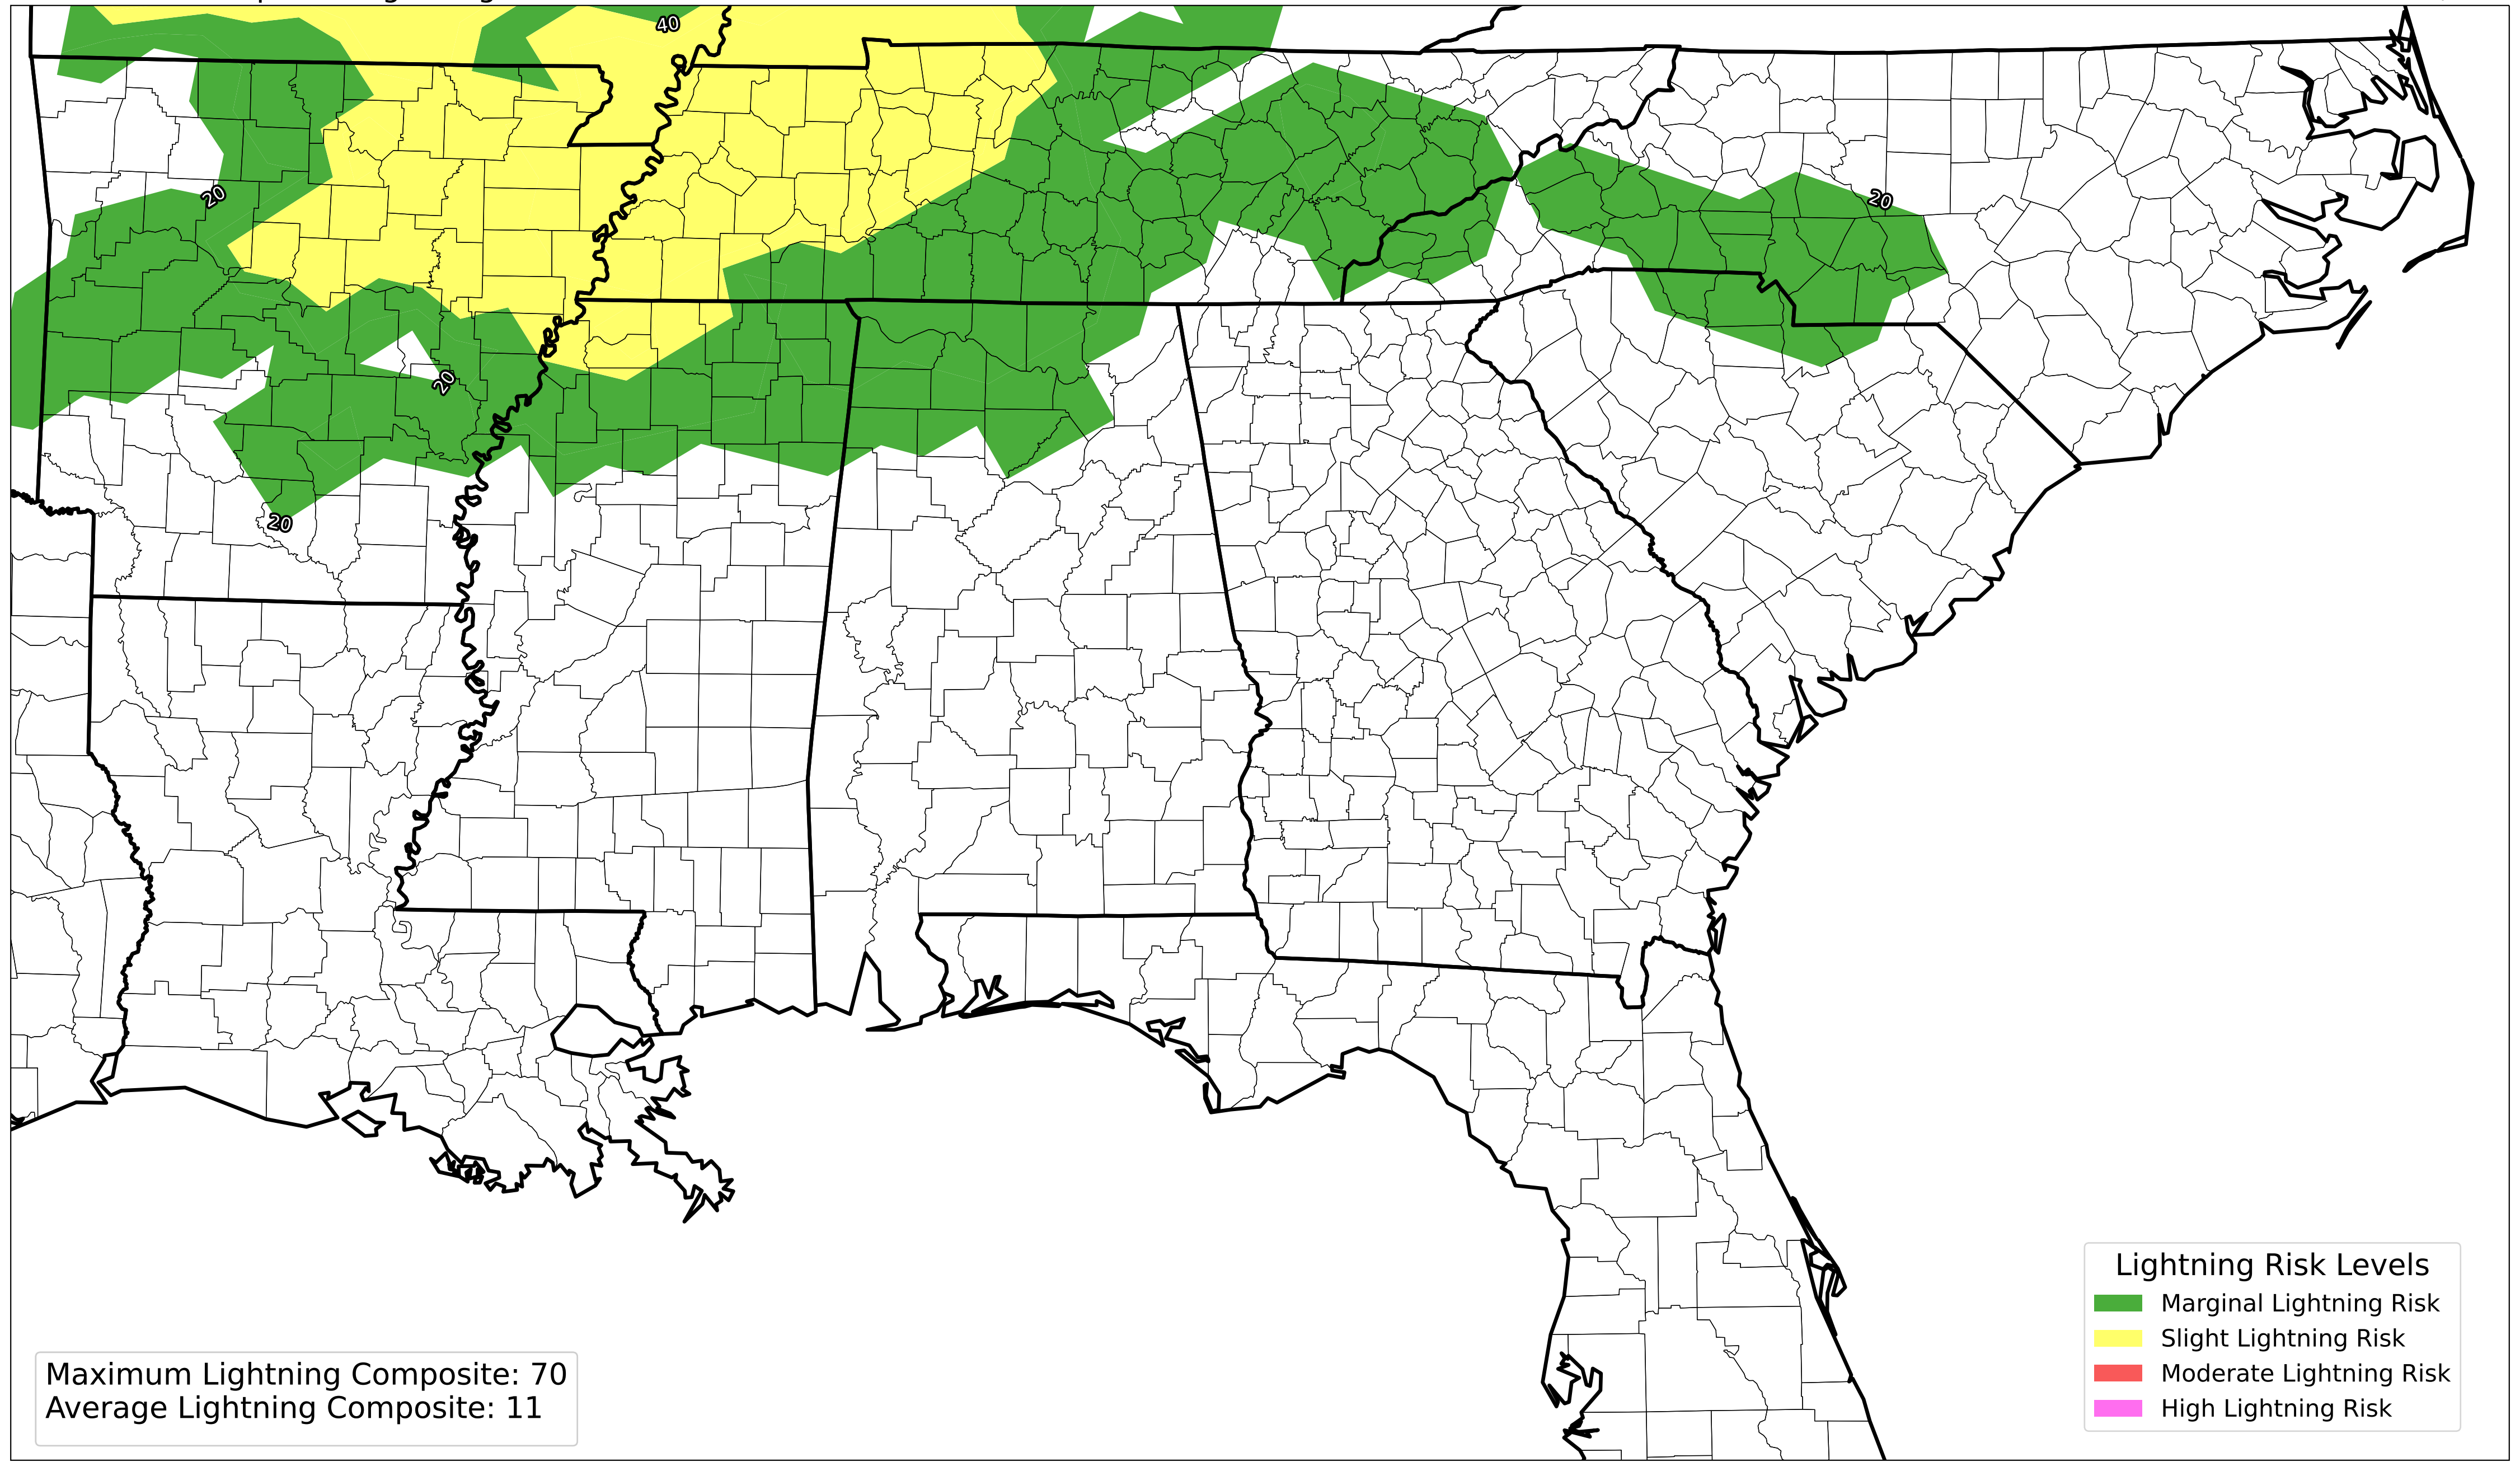 40
20
20
20
20
Lightning Risk Levels
Marginal Lightning Risk
Slight Lightning Risk
Moderate Lightning Risk
High Lightning Risk
Maximum Lightning Composite: 70
Average Lightning Composite: 11